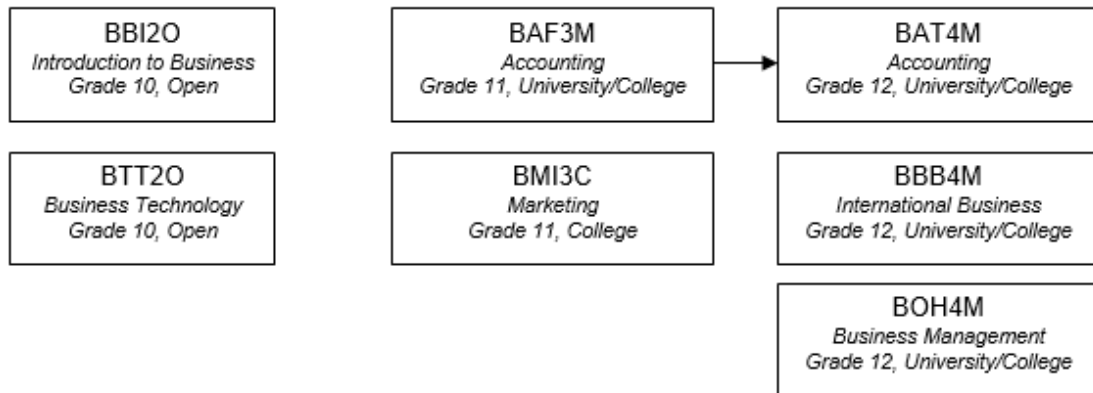 BBI2O
Introduction to Business
Grade 10, Open
BAF3M
Accounting
Grade 11, University/College
BAT4M
Accounting
Grade 12, University/College
BTT2O
Business Technology
Grade 10, Open
BMI3C
Marketing
Grade 11, College
BBB4M
International Business
Grade 12, University/College
BOH4M
Business Management
Grade 12, University/College